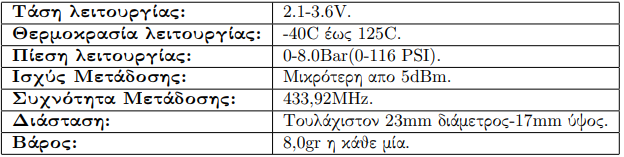 Τάση λειτουργίας: 2.1-3.6V.
Θερμοκρασία λειτουργίας: -40C έως 125C.
Πίεση λειτουργίας: 0-8.0Bar(0-116 PSI).
Ισχύς Μετάδοσης: Μικρότερη απο 5dBm.
Συχνότητα Μετάδοσης: 433,92MHz.
Διάσταση: Τουλάχιστον 23mm διάμετρος-17mm ύψος.
Βάρος: 8,0gr η κάθε μία.